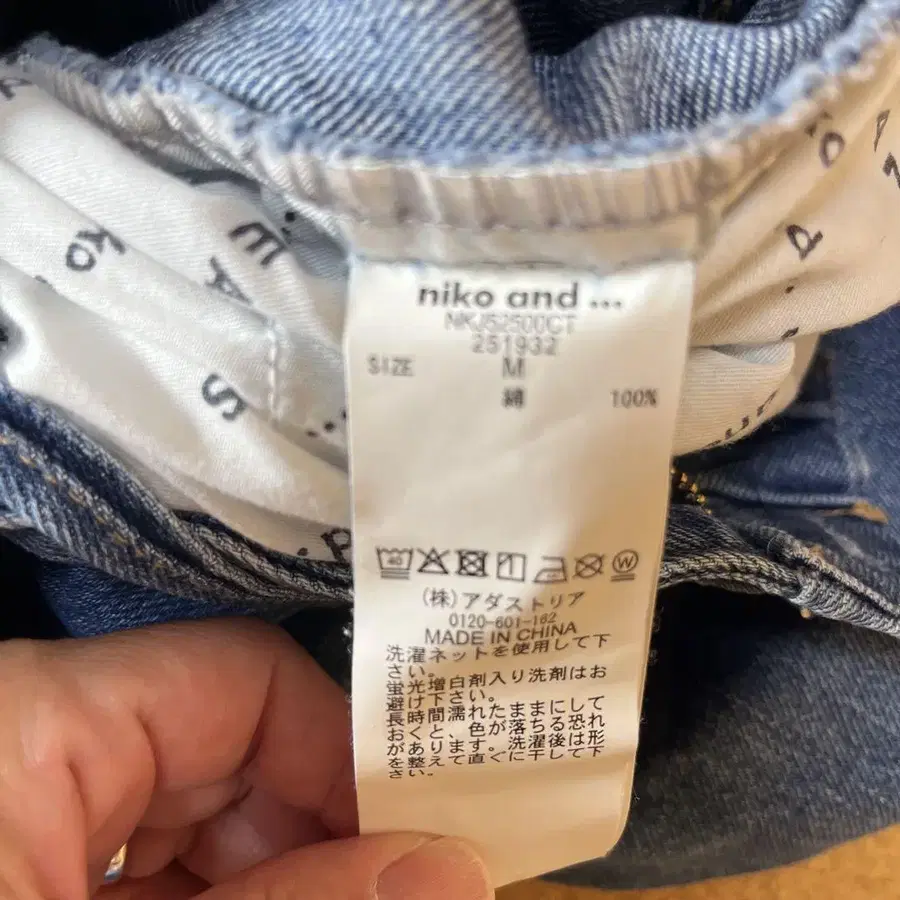 niko and ...
NKJS2500CT
251932
SIZE M
綿 100%
40
W
(株)アダストリア
0120-601-162
MADE IN CHINA
洗濯ネットを使用して下
さい。
蛍光増白剤入り洗剤はお
避け下さい。
長時間濡れたままにして
おくと、色が落ちる恐れ
があります。洗濯後は形
を整えて直ぐに干して下
さい。